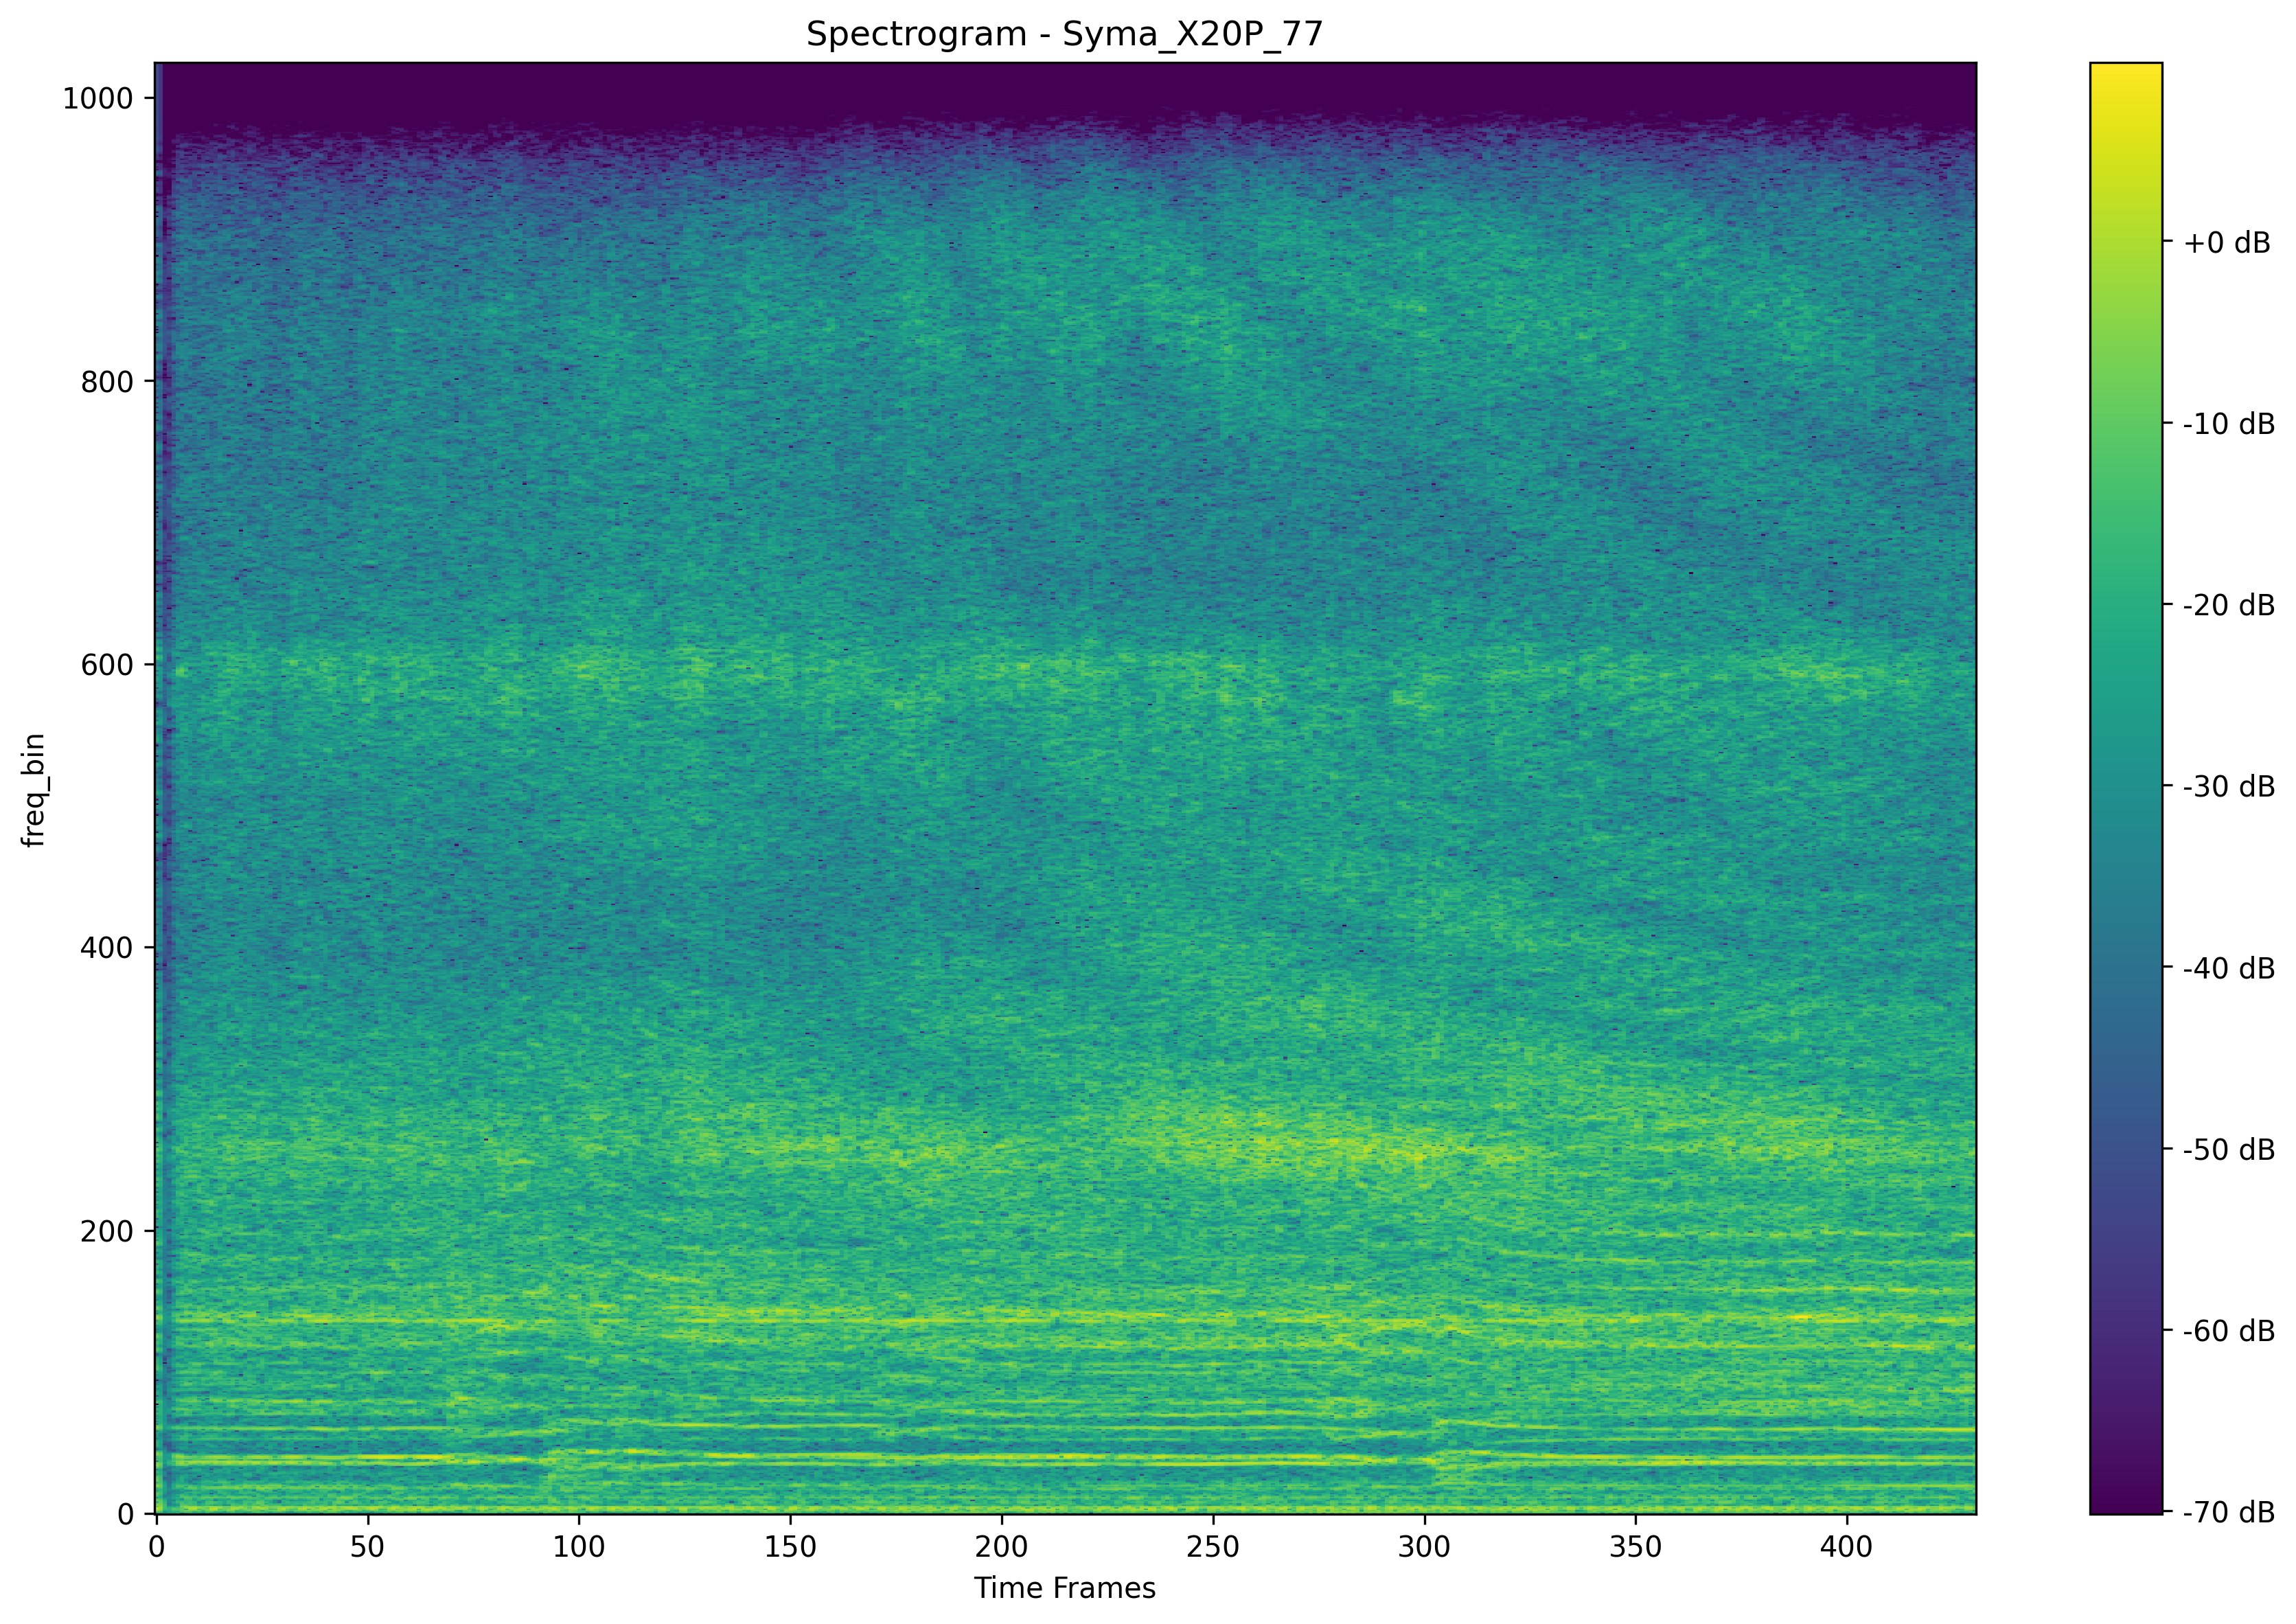 Spectrogram - Syma_X20P_77
1000
800
600
400
200
0
freq_bin
0 50 100 150 200 250 300 350 400
Time Frames
+0 dB
-10 dB
-20 dB
-30 dB
-40 dB
-50 dB
-60 dB
-70 dB